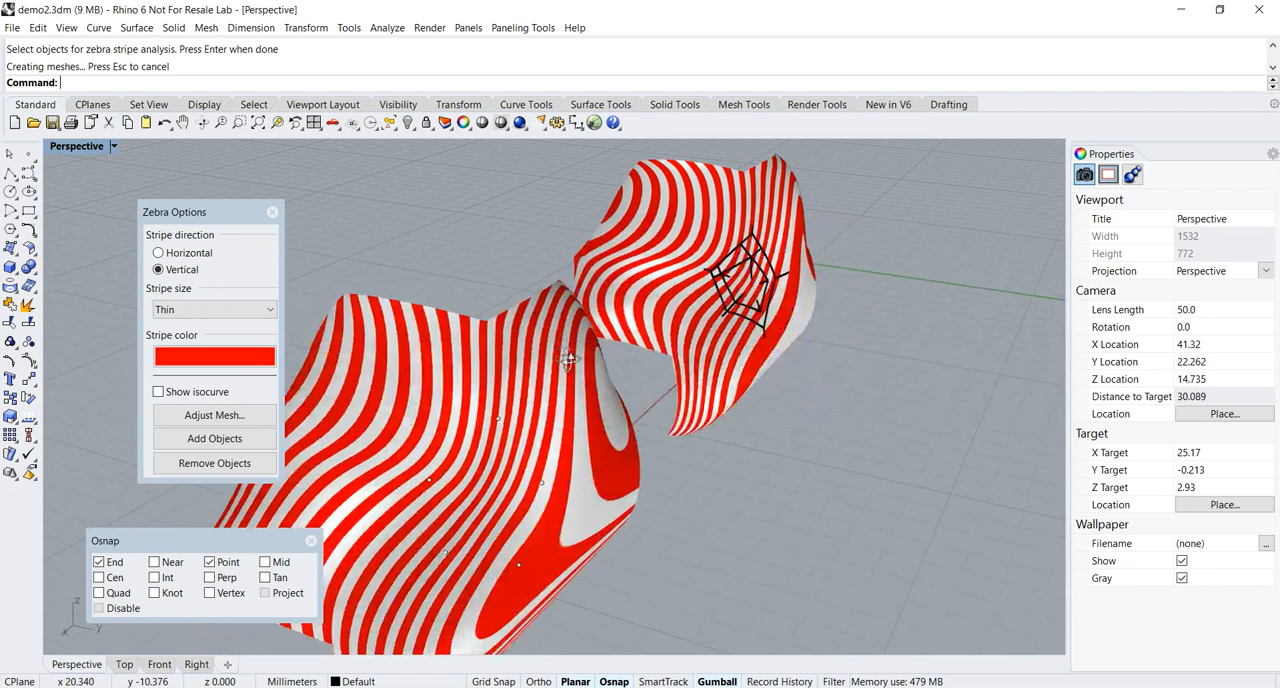 demo2.3dm (9 MB) - Rhino 6 Not For Resale Lab - [Perspective]
File Edit View Curve Surface Solid Mesh Dimension Transform Tools Analyze Render Panels Paneling Tools Help
Select objects for zebra stripe analysis. Press Enter when done
Creating meshes... Press Esc to cancel
Command:
Standard CPlanes Set View Display Select Viewport Layout Visibility Transform Curve Tools Surface Tools Solid Tools Mesh Tools Render Tools New in V6 Drafting
Perspective
Zebra Options
Stripe direction
Horizontal
Vertical
Stripe size
Thin
Stripe color
Show isocurve
Adjust Mesh...
Add Objects
Remove Objects
Osnap
End Near Point Mid
Cen Int Perp Tan
Quad Knot Vertex Project
Disable
z
x y
Properties
Viewport
Title Perspective
Width 1532
Height 772
Projection Perspective
Camera
Lens Length 50.0
Rotation 0.0
X Location 41.32
Y Location 22.262
Z Location 14.735
Distance to Target 30.089
Location Place...
Target
X Target 25.17
Y Target -0.213
Z Target 2.93
Location Place...
Wallpaper
Filename (none) ...
Show
Gray
Perspective Top Front Right
CPlane x 20.340 y -10.376 z 0.000 Millimeters Default Grid Snap Ortho Planar Osnap SmartTrack Gumball Record History Filter Memory use: 479 MB